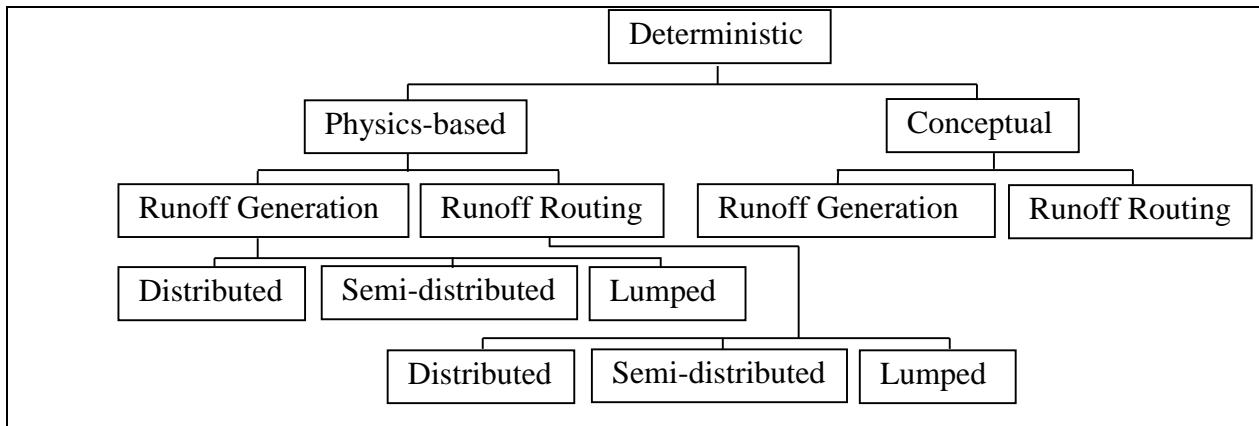 Deterministic
Physics-based
Conceptual
Runoff Generation
Runoff Routing
Runoff Generation
Runoff Routing
Distributed
Semi-distributed
Lumped
Distributed
Semi-distributed
Lumped